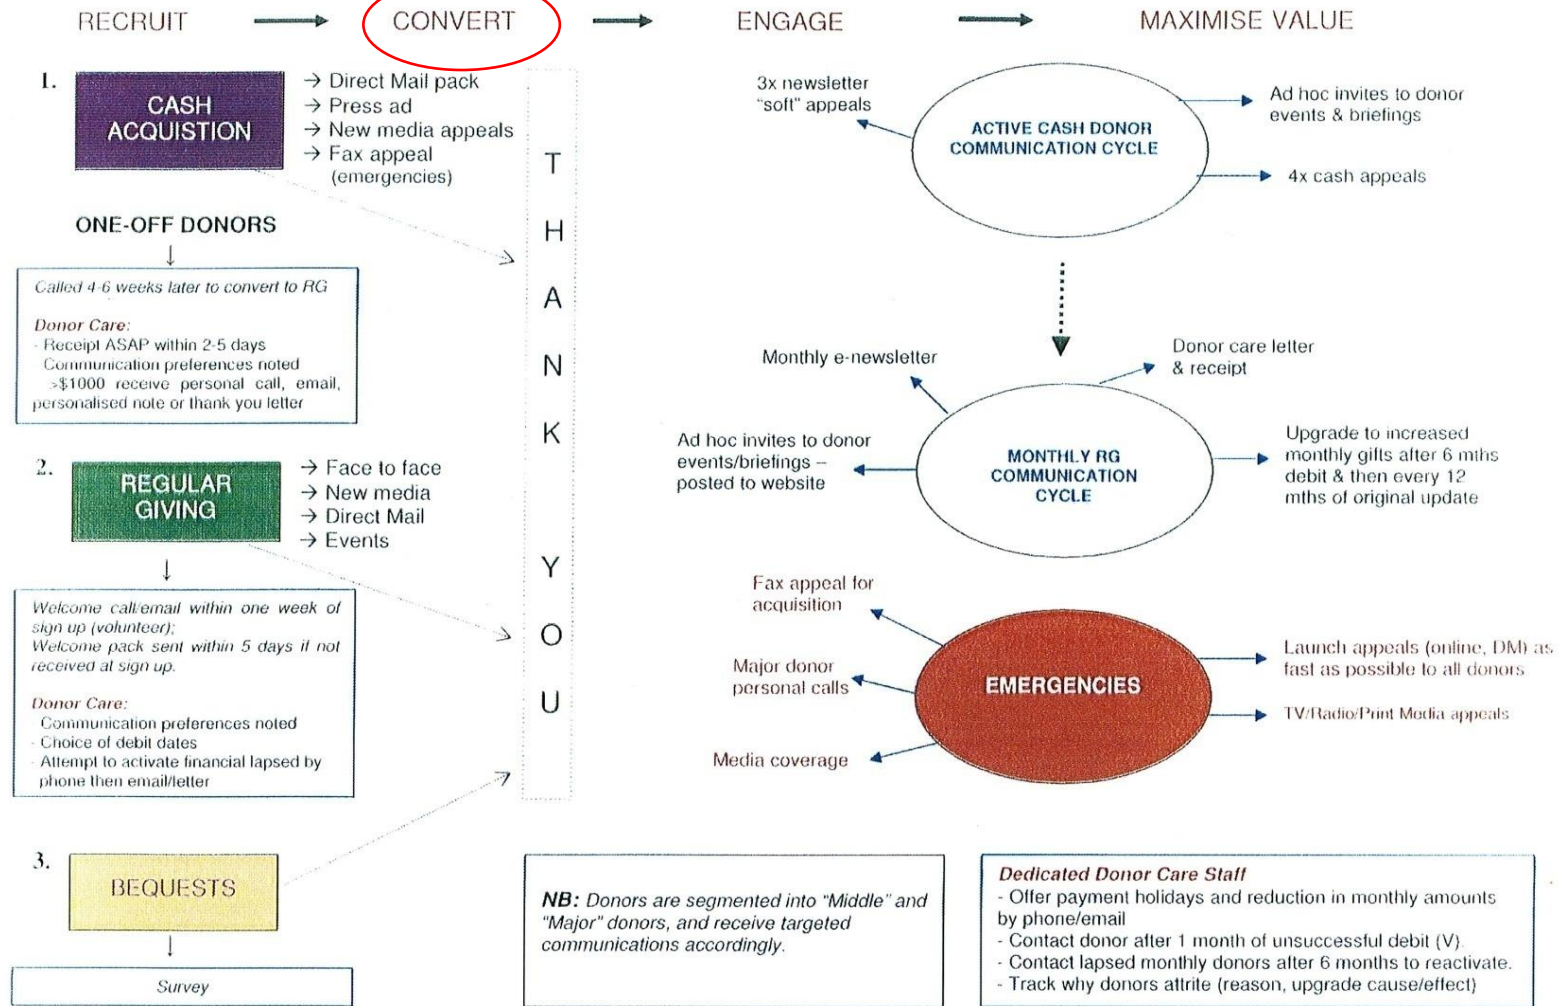 RECRUIT
CONVERT
ENGAGE
MAXIMISE VALUE
1.
CASH
ACQUISTION
→ Direct Mail pack
→ Press ad
→ New media appeals
→ Fax appeal
(emergencies)
ONE-OFF DONORS
Called 4-6 weeks later to convert to RG
Donor Care:
- Receipt ASAP within 2-5 days
Communication preferences noted
>$1000 receive personal call, email,
personalised note or thank you letter
2.
REGULAR
GIVING
→ Face to face
→ New media
→ Direct Mail
→ Events
Welcome call/email within one week of
sign up (volunteer);
Welcome pack sent within 5 days if not
received at sign up.
Donor Care:
Communication preferences noted
- Choice of debit dates
- Attempt to activate financial lapsed by
phone then email/letter
3.
BEQUESTS
Survey
T
H
A
N
K
Y
O
U
3x newsletter
"soft" appeals
ACTIVE CASH DONOR
COMMUNICATION CYCLE
Ad hoc invites to donor
events & briefings
4x cash appeals
Monthly e-newsletter
Donor care letter
& receipt
Ad hoc invites to donor
events/briefings –
posted to website
MONTHLY RG
COMMUNICATION
CYCLE
Upgrade to increased
monthly gifts after 6 mths
debit & then every 12
mths of original update
Fax appeal for
acquisition
Major donor
personal calls
Media coverage
EMERGENCIES
Launch appeals (online, DM) as
fast as possible to all donors
TV/Radio/Print Media appeals
NB: Donors are segmented into "Middle" and
"Major" donors, and receive targeted
communications accordingly.
Dedicated Donor Care Staff
- Offer payment holidays and reduction in monthly amounts
by phone/email
- Contact donor after 1 month of unsuccessful debit (V).
- Contact lapsed monthly donors after 6 months to reactivate.
- Track why donors attrite (reason, upgrade cause/effect)